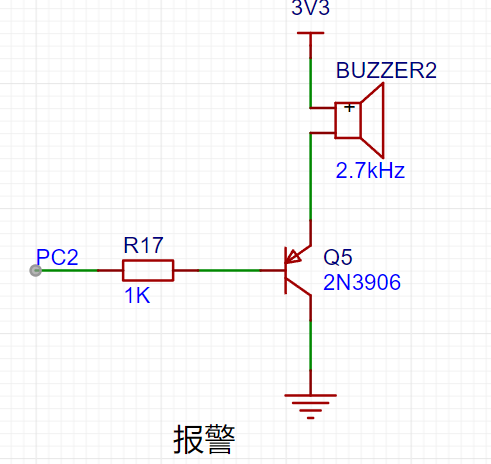 3V3
BUZZER2
+
2.7kHz
PC2
R17
1K
Q5
2N3906
报警